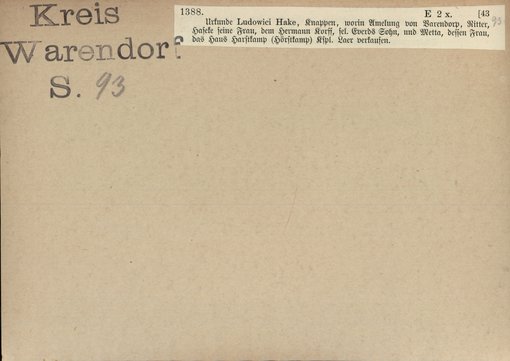 Kreis
Warendorf
S. 93
1388. E 2 x. [43
Urkunde Ludowici Hake, Knappen, worin Amelung von Varendorp, Ritter, 93
Haseke seine Frau, dem Hermann Korff, sel. Everds Sohn, und Metta, dessen Frau,
das Haus Harstkamp (Hörstkamp) Kspl. Laer verkaufen.